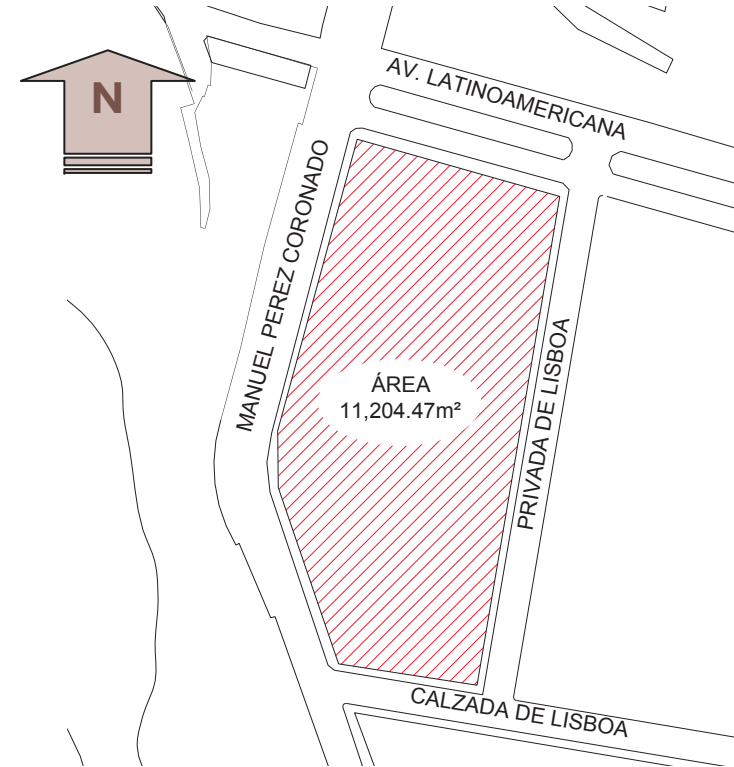 N
AV. LATINOAMERICANA
MANUEL PEREZ CORONADO
ÁREA
11,204.47m²
PRIVADA DE LISBOA
CALZADA DE LISBOA